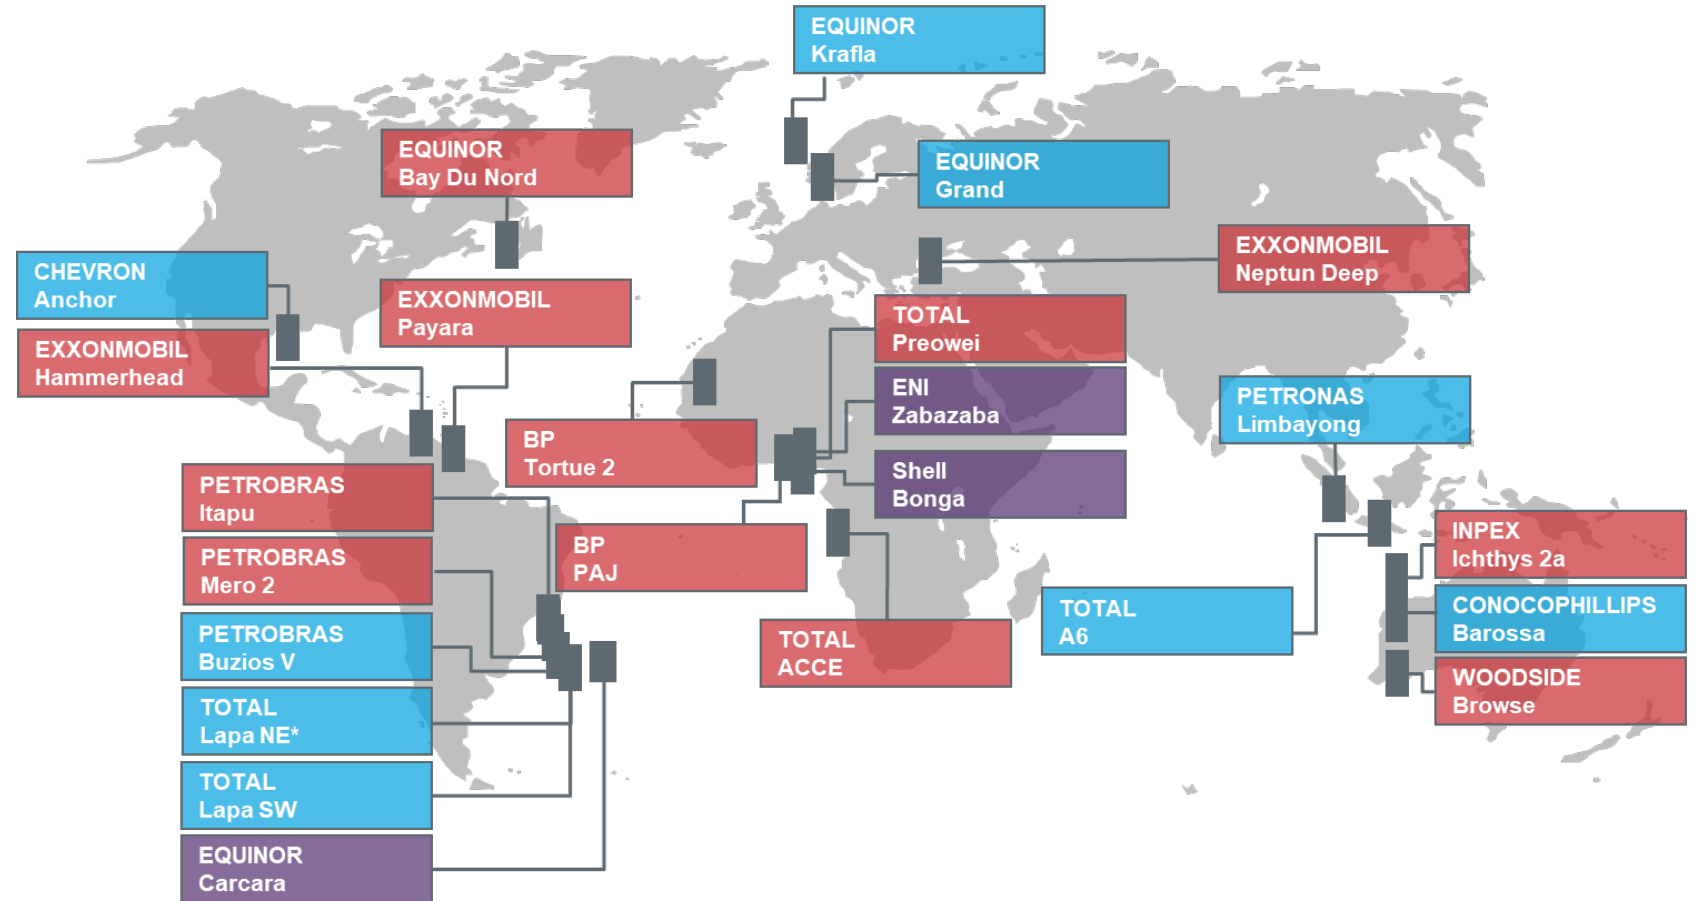 EQUINOR
Krafla
EQUINOR
Bay Du Nord
EQUINOR
Grand
EXXONMOBIL
Neptun Deep
CHEVRON
Anchor
EXXONMOBIL
Payara
TOTAL
Preowei
EXXONMOBIL
Hammerhead
ENI
Zabazaba
PETRONAS
Limbayong
BP
Tortue 2
Shell
Bonga
PETROBRAS
Itapu
INPEX
Ichthys 2a
BP
PAJ
PETROBRAS
Mero 2
CONOCOPHILLIPS
Barossa
TOTAL
A6
PETROBRAS
Buzios V
TOTAL
ACCE
WOODSIDE
Browse
TOTAL
Lapa NE*
TOTAL
Lapa SW
EQUINOR
Carcara